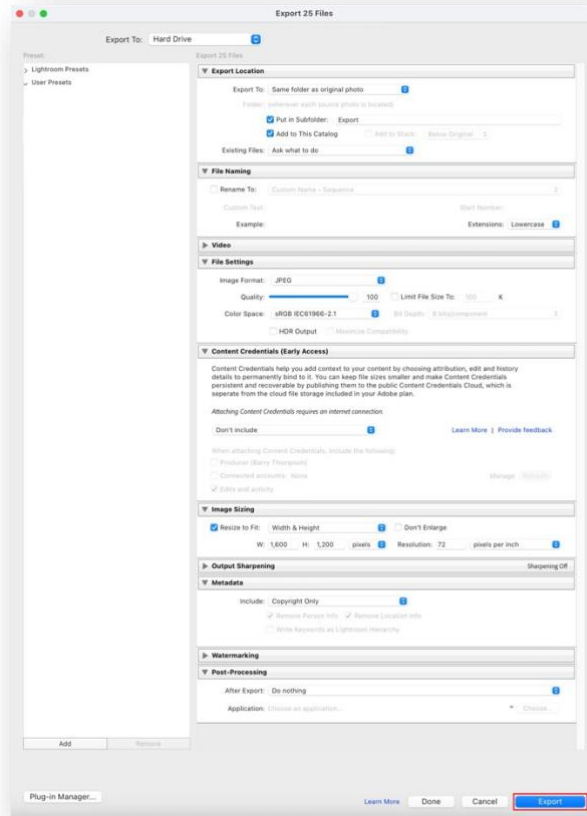 Export 25 Files
Export To: Hard Drive
Preset: Export 25 Files
Lightroom Presets
User Presets
Export Location
Export To: Same folder as original photo
Folder: (wherever each source photo is located)
Put in Subfolder: Export
Add to This Catalog Add to Stack: Below Original
Existing Files: Ask what to do
File Naming
Rename To: Custom Name - Sequence
Custom Text: Start Number:
Example: Extensions: Lowercase
Video
File Settings
Image Format: JPEG
Quality: 100 Limit File Size To: 100 K
Color Space: sRGB IEC61966-2.1 Bit Depth: 8 bits/component
HDR Output Maximize Compatibility
Content Credentials (Early Access)
Content Credentials help you add context to your content by choosing attribution, edit and history
details to permanently bind to it. You can keep file sizes smaller and make Content Credentials
persistent and recoverable by publishing them to the public Content Credentials Cloud, which is
seperate from the cloud file storage included in your Adobe plan.
Attaching Content Credentials requires an internet connection.
Don't include Learn More | Provide feedback
When attaching Content Credentials, include the following:
Producer (Barry Thompson)
Connected accounts: None Manage
Edits and activity
Image Sizing
Resize to Fit: Width & Height Don't Enlarge
W: 1,600 H: 1,200 pixels Resolution: 72 pixels per inch
Output Sharpening Sharpening Off
Metadata
Include: Copyright Only
Remove Person Info Remove Location Info
Write Keywords as Lightroom Hierarchy
Watermarking
Post-Processing
After Export: Do nothing
Application: Choose an application... Choose...
Add Remove
Plug-in Manager... Learn More Done Cancel Export